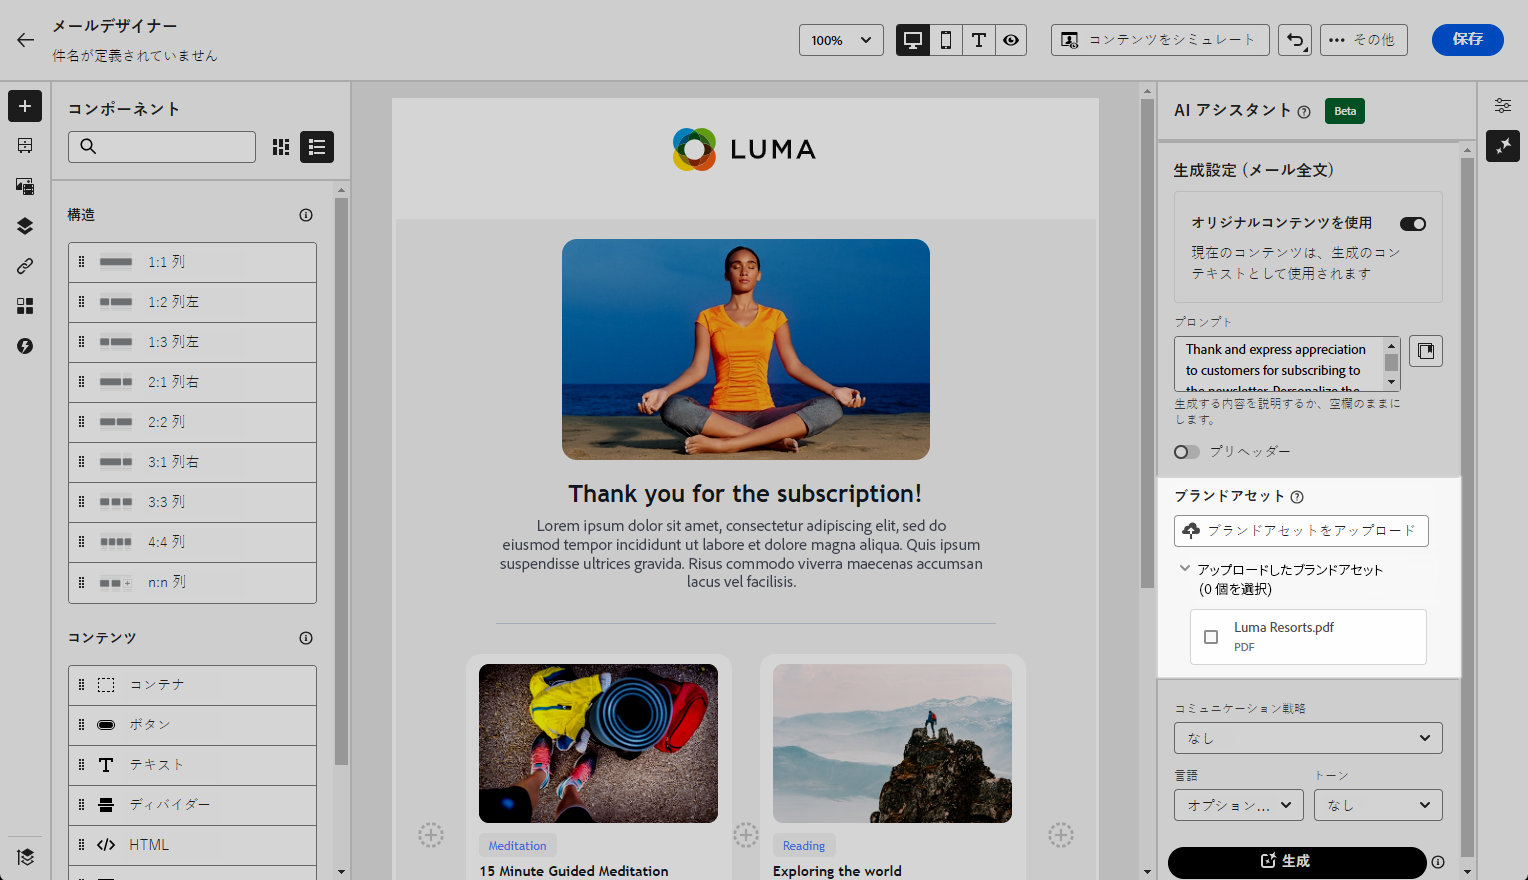 メールデザイナー
件名が定義されていません
100%
コンテンツをシミュレート
その他
保存
コンポーネント
構造
1:1 列
1:2 列左
1:3 列左
2:1 列右
2:2 列
3:1 列右
3:3 列
4:4 列
n:n 列
コンテンツ
コンテナ
ボタン
テキスト
ディバイダー
HTML
LUMA
Thank you for the subscription!
Lorem ipsum dolor sit amet, consectetur adipiscing elit, sed do
eiusmod tempor incididunt ut labore et dolore magna aliqua. Quis ipsum
suspendisse ultrices gravida. Risus commodo viverra maecenas accumsan
lacus vel facilisis.
Meditation
15 Minute Guided Meditation
Reading
Exploring the world
AI アシスタント
Beta
生成設定 (メール全文)
オリジナルコンテンツを使用
現在のコンテンツは、生成のコン
テキストとして使用されます
プロンプト
Thank and express appreciation
to customers for subscribing to
the newsletter. Personalize the
生成する内容を説明するか、空欄のままに
します。
プリヘッダー
ブランドアセット
ブランドアセットをアップロード
アップロードしたブランドアセット
(0 個を選択)
Luma Resorts.pdf
PDF
コミュニケーション戦略
なし
言語
トーン
オプション...
なし
生成